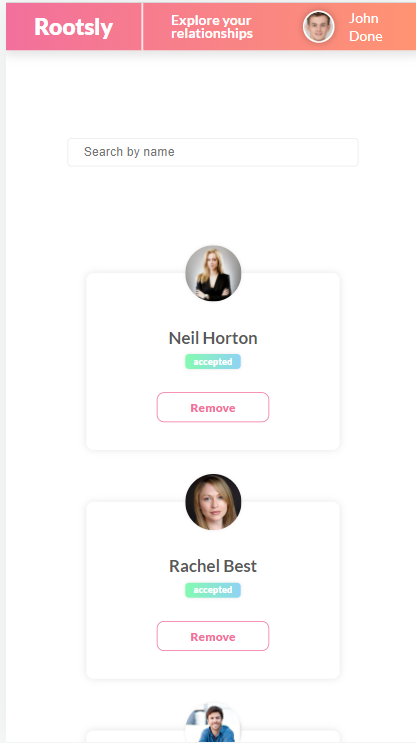 Rootsly
Explore your
relationships
John
Done
Search by name
Neil Horton
accepted
Remove
Rachel Best
accepted
Remove